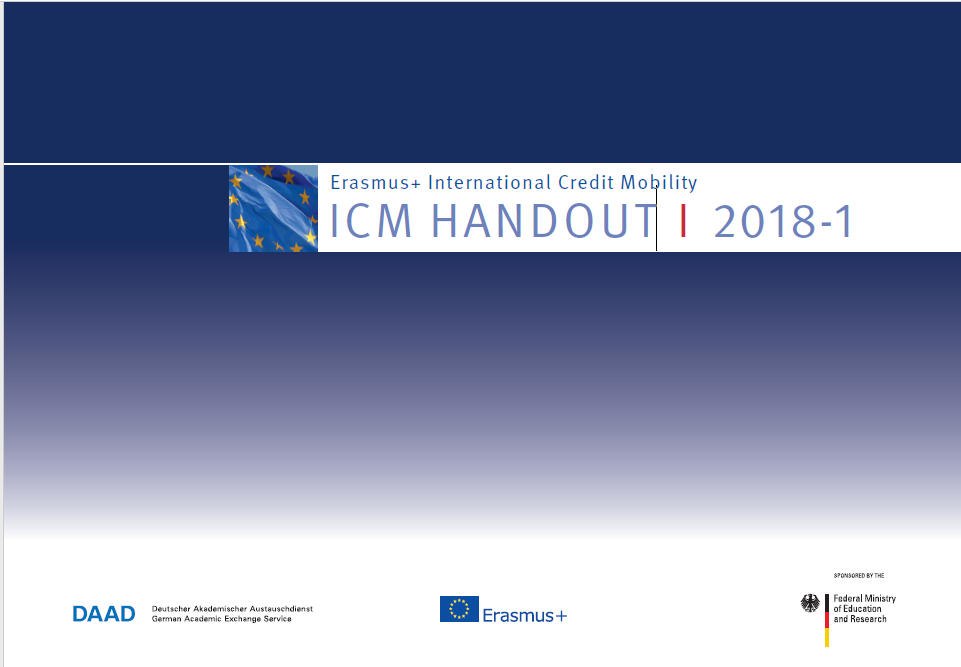 Erasmus+ International Credit Mobility
ICM HANDOUT | 2018-1
SPONSORED BY THE
DAAD
Deutscher Akademischer Austauschdienst
German Academic Exchange Service
Erasmus+
Federal Ministry
of Education
and Research